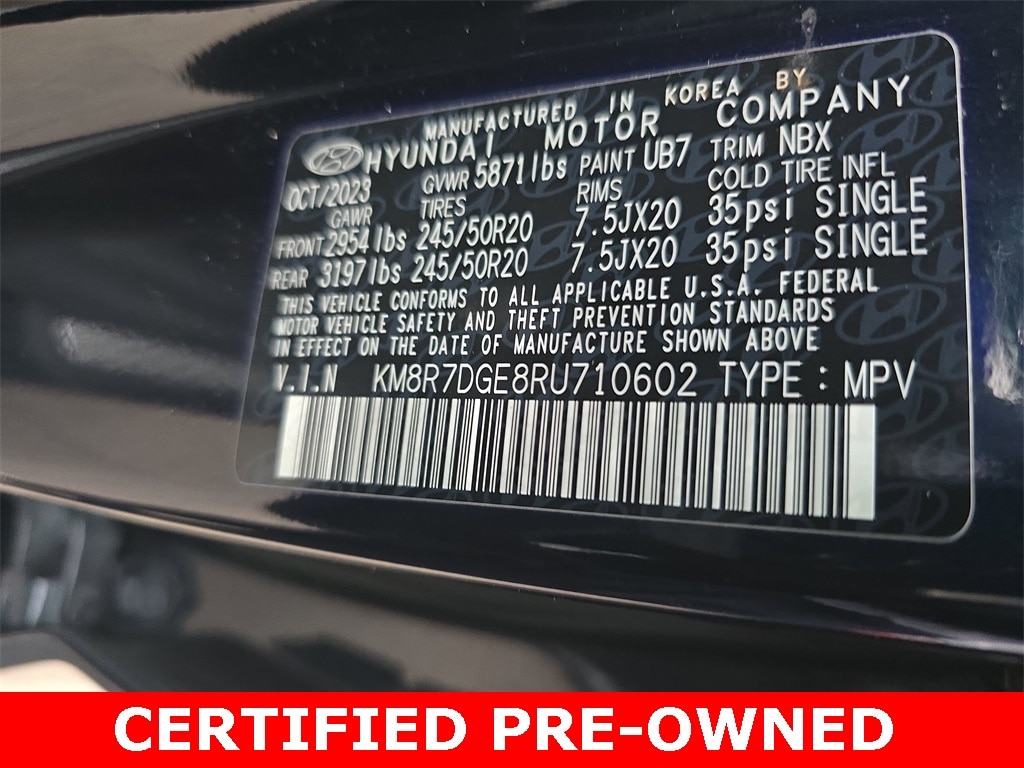 MANUFACTURED IN KOREA BY
HYUNDAI MOTOR COMPANY
OCT/2023 GVWR 5871lbs PAINT UB7 TRIM NBX
GAWR TIRES RIMS COLD TIRE INFL
FRONT 2954lbs 245/50R20 7.5JX20 35psi SINGLE
REAR 3197lbs 245/50R20 7.5JX20 35psi SINGLE
THIS VEHICLE CONFORMS TO ALL APPLICABLE U.S.A. FEDERAL
MOTOR VEHICLE SAFETY AND THEFT PREVENTION STANDARDS
IN EFFECT ON THE DATE OF MANUFACTURE SHOWN ABOVE
V.I.N KM8R7DGE8RU710602 TYPE : MPV
CERTIFIED PRE-OWNED